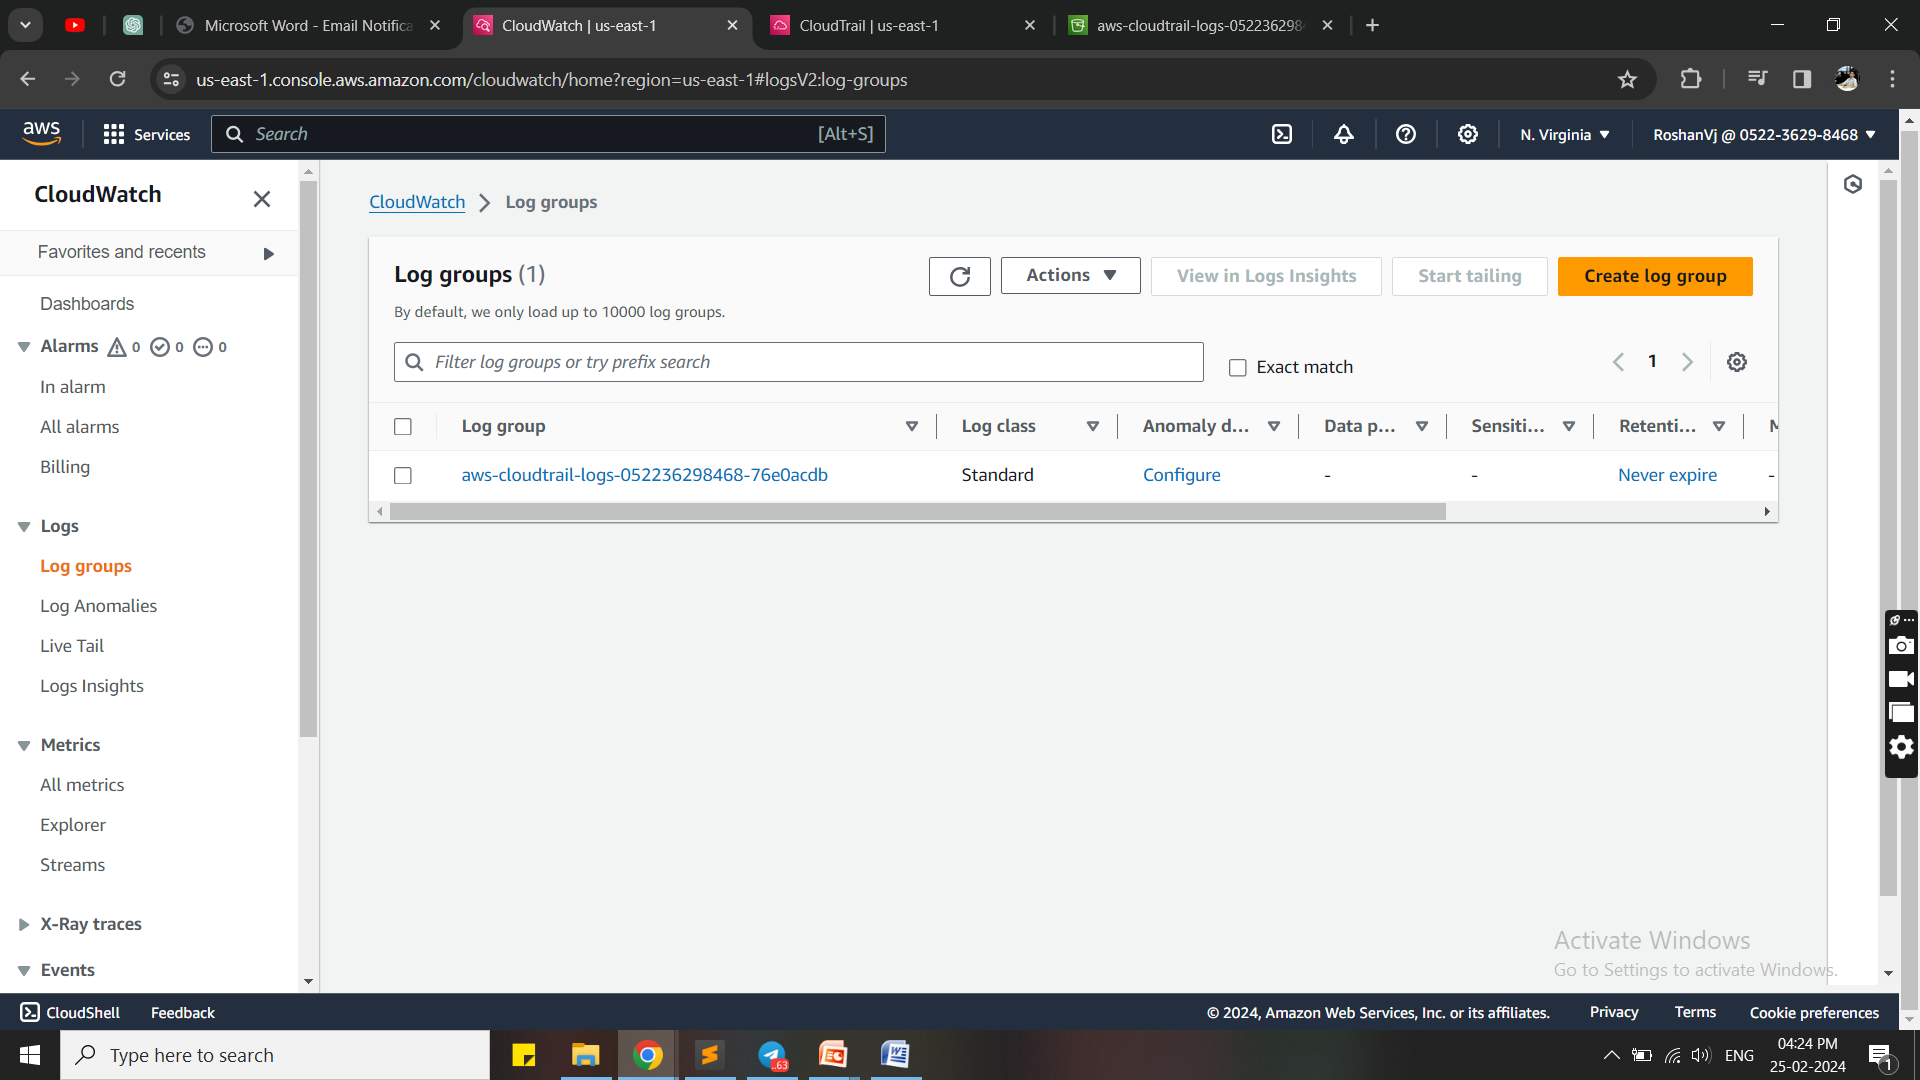 Microsoft Word - Email Notifica
CloudWatch | us-east-1
CloudTrail | us-east-1
aws-cloudtrail-logs-0522362984
us-east-1.console.aws.amazon.com/cloudwatch/home?region=us-east-1#logsV2:log-groups
aws
Services
Search
[Alt+S]
N. Virginia
RoshanVj @ 0522-3629-8468
CloudWatch
Favorites and recents
Dashboards
Alarms 0 0 0
In alarm
All alarms
Billing
Logs
Log groups
Log Anomalies
Live Tail
Logs Insights
Metrics
All metrics
Explorer
Streams
X-Ray traces
Events
CloudWatch
Log groups
Log groups (1)
By default, we only load up to 10000 log groups.
Actions
View in Logs Insights
Start tailing
Create log group
Filter log groups or try prefix search
Exact match
1
Log group
Log class
Anomaly d...
Data p...
Sensiti...
Retenti...
M
aws-cloudtrail-logs-052236298468-76e0acdb
Standard
Configure
-
-
Never expire
-
Activate Windows
Go to Settings to activate Windows.
CloudShell
Feedback
© 2024, Amazon Web Services, Inc. or its affiliates.
Privacy
Terms
Cookie preferences
Type here to search
..63
ENG
04:24 PM
25-02-2024
1